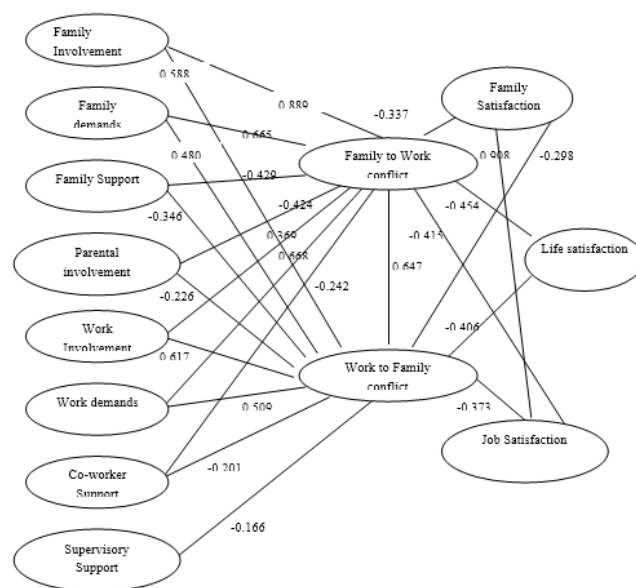 Family
Involvement
0.588
0.889
Family
demands
0.665
-0.337
Family
Satisfaction
0.480
0.908
-0.298
Family to Work
conflict
Family Support
-0.429
-0.346
-0.424
-0.454
Parental
involvement
0.369
0.668
-0.415
Life satisfaction
-0.242
0.647
-0.226
Work
Involvement
-0.406
0.617
Work to Family
conflict
-0.373
Work demands
0.509
Job Satisfaction
Co-worker
Support
-0.201
-0.166
Supervisory
Support